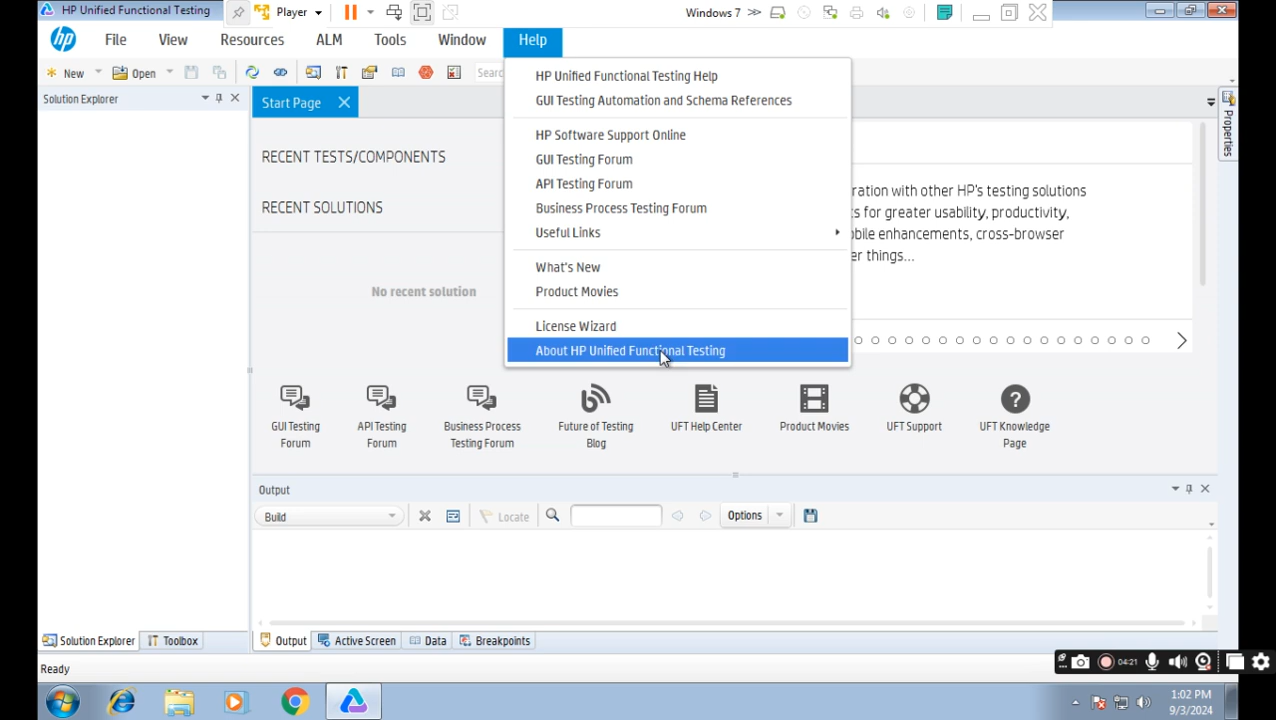 HP Unified Functional Testing
Player
Windows 7
hp
File
View
Resources
ALM
Tools
Window
Help
New
Open
Sear
Solution Explorer
Start Page
Properties
HP Unified Functional Testing Help
GUI Testing Automation and Schema References
HP Software Support Online
GUI Testing Forum
API Testing Forum
Business Process Testing Forum
Useful Links
What's New
Product Movies
License Wizard
About HP Unified Functional Testing
RECENT TESTS/COMPONENTS
RECENT SOLUTIONS
No recent solution
ration with other HP's testing solutions
s for greater usability, productivity,
bile enhancements, cross-browser
er things...
GUI Testing
Forum
API Testing
Forum
Business Process
Testing Forum
Future of Testing
Blog
UFT Help Center
Product Movies
UFT Support
UFT Knowledge
Page
Output
Build
Locate
Options
Solution Explorer
Toolbox
Output
Active Screen
Data
Breakpoints
Ready
04:21
1:02 PM
9/3/2024